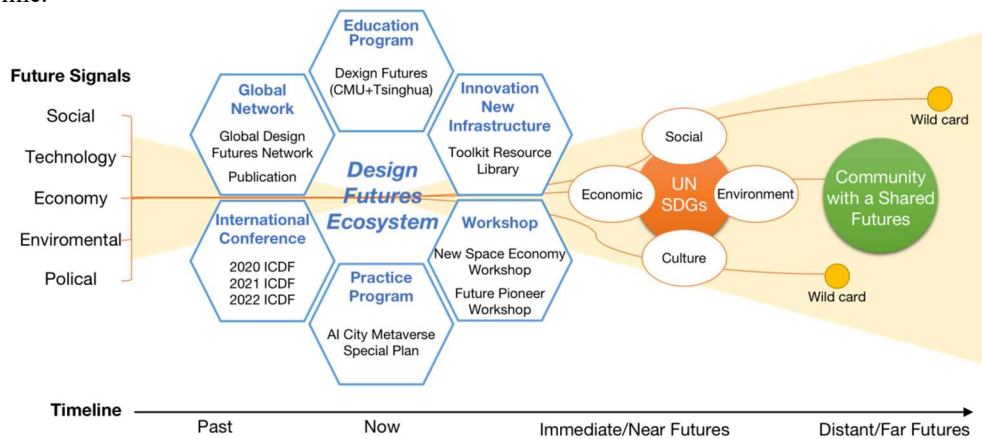 Future Signals
Social
Technology
Economy
Enviromental
Polical
Global
Network
Global Design
Futures Network
Publication
Education
Program
Dexign Futures
(CMU+Tsinghua)
Innovation
New
Infrastructure
Toolkit Resource
Library
Design
Futures
Ecosystem
International
Conference
2020 ICDF
2021 ICDF
2022 ICDF
Practice
Program
AI City Metaverse
Special Plan
Workshop
New Space Economy
Workshop
Future Pioneer
Workshop
Social
Economic
UN
SDGs
Environment
Culture
Wild card
Community
with a Shared
Futures
Wild card
Timeline
Past
Now
Immediate/Near Futures
Distant/Far Futures